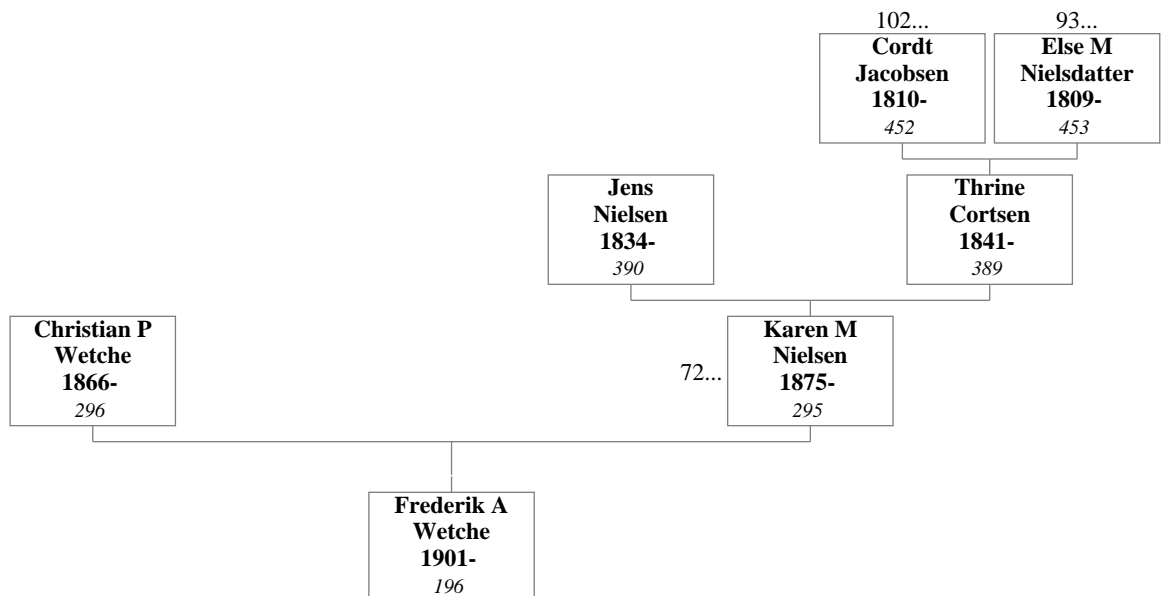 102...
93...
Cordt
Jacobsen
1810-
452
Else M
Nielsdatter
1809-
453
Jens
Nielsen
1834-
390
Thrine
Cortsen
1841-
389
Christian P
Wetche
1866-
296
72...
Karen M
Nielsen
1875-
295
Frederik A
Wetche
1901-
196